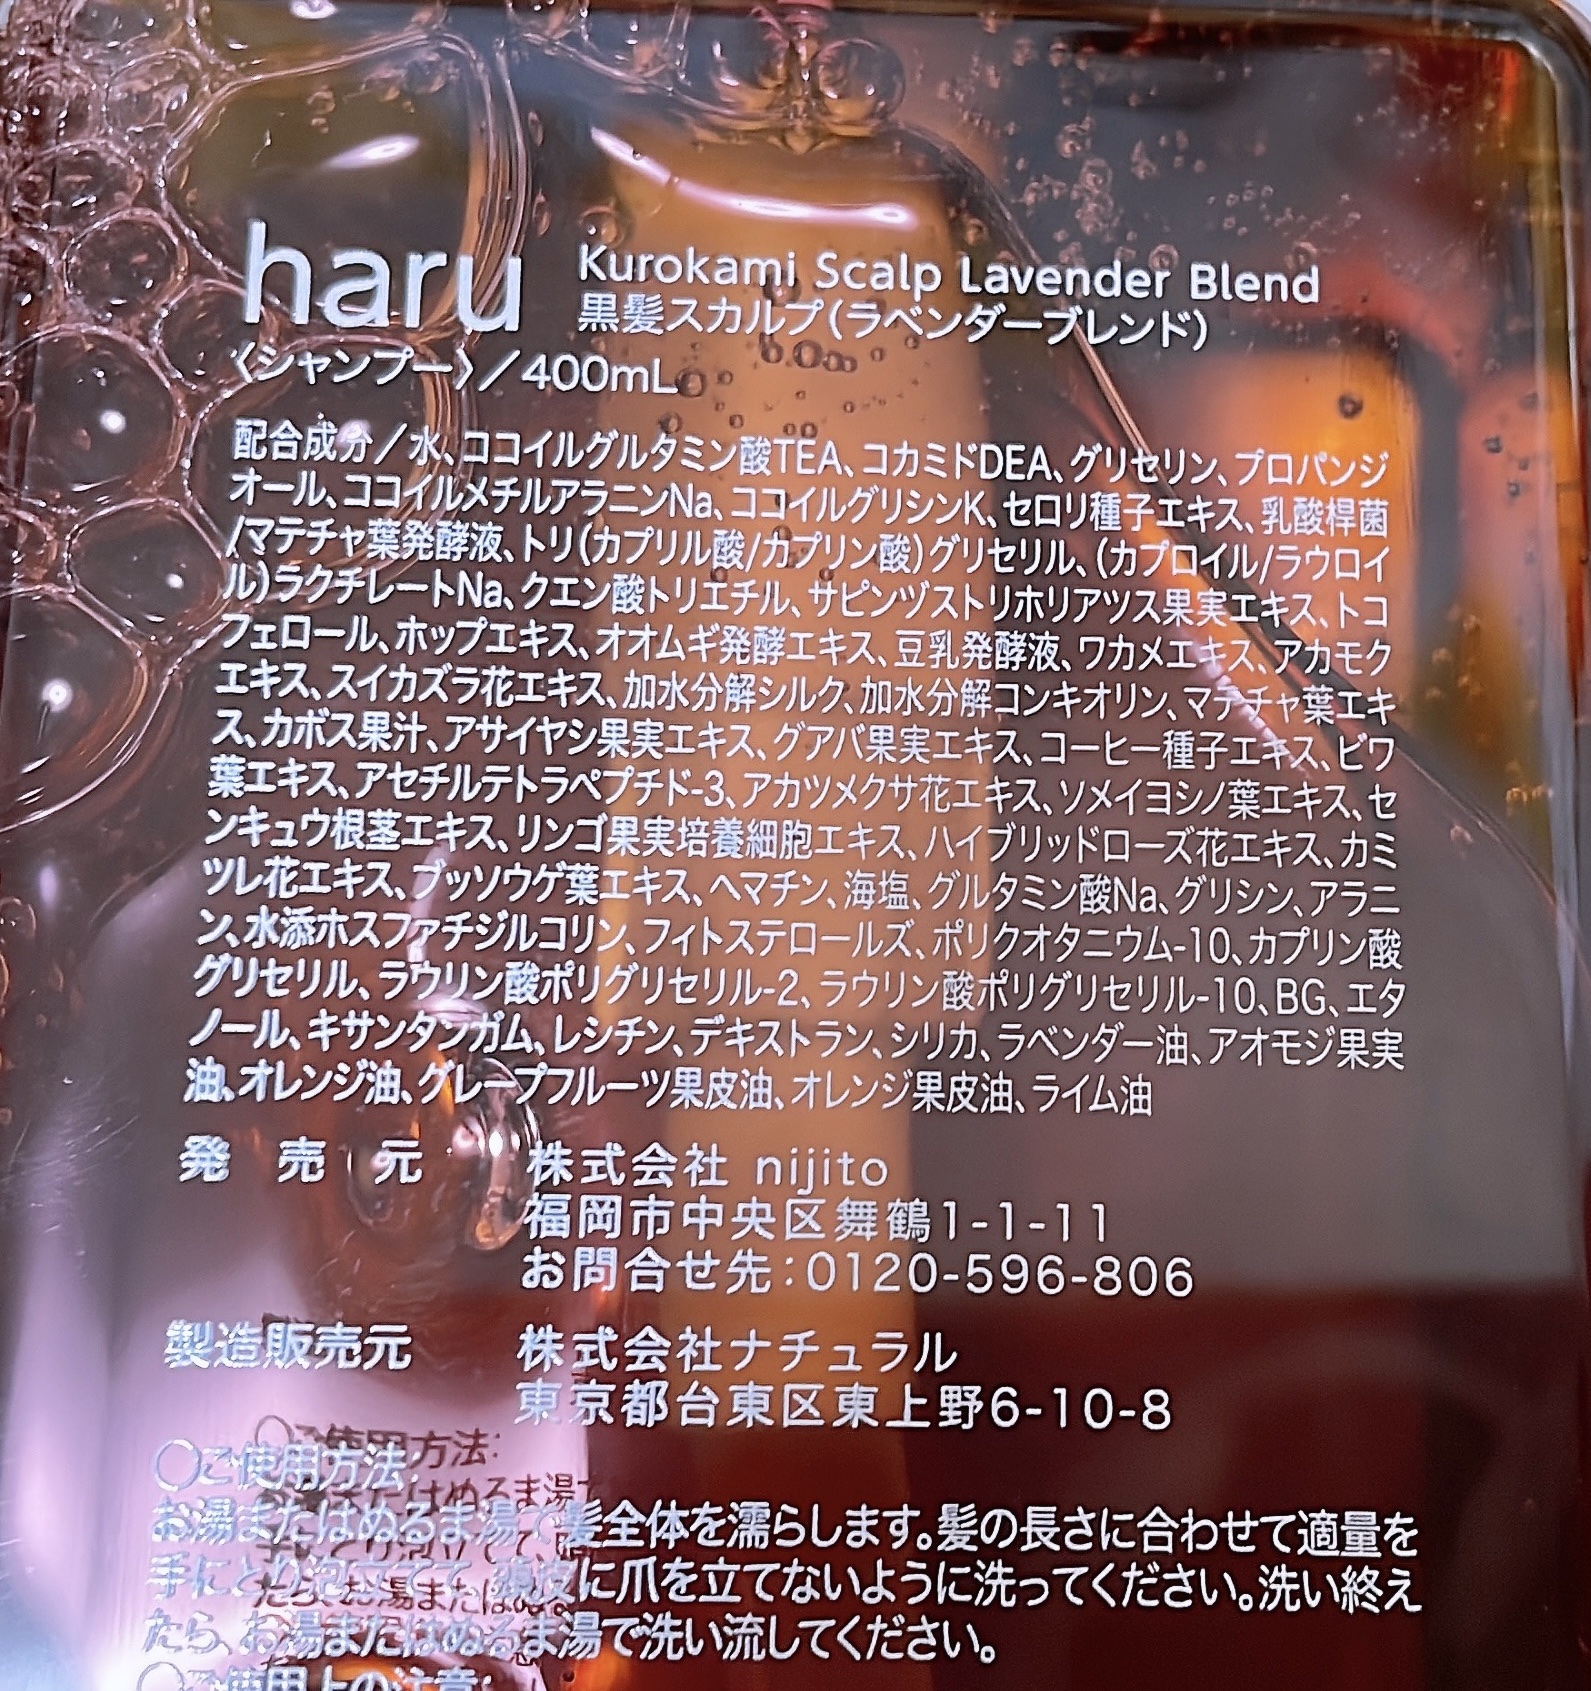 haru Kurokami Scalp Lavender Blend
黒髪スカルプ(ラベンダーブレンド)
〈シャンプー〉/400mL
配合成分/水、ココイルグルタミン酸TEA、コカミドDEA、グリセリン、プロパンジ
オール、ココイルメチルアラニンNa、ココイルグリシンK、セロリ種子エキス、乳酸桿菌
/マテチャ葉発酵液、トリ(カプリル酸/カプリン酸)グリセリル、(カプロイル/ラウロイ
ル)ラクチレートNa、クエン酸トリエチル、サピンヅストリホリアツス果実エキス、トコ
フェロール、ホップエキス、オオムギ発酵エキス、豆乳発酵液、ワカメエキス、アカモク
エキス、スイカズラ花エキス、加水分解シルク、加水分解コンキオリン、マテチャ葉エキ
ス、カボス果汁、アサイヤシ果実エキス、グアバ果実エキス、コーヒー種子エキス、ビワ
葉エキス、アセチルテトラペプチド-3、アカツメクサ花エキス、ソメイヨシノ葉エキス、セ
ンキュウ根茎エキス、リンゴ果実培養細胞エキス、ハイブリッドローズ花エキス、カミ
ツレ花エキス、ブッソウゲ葉エキス、ヘマチン、海塩、グルタミン酸Na、グリシン、アラニ
ン、水添ホスファチジルコリン、フィトステロールズ、ポリクオタニウム-10、カプリン酸
グリセリル、ラウリン酸ポリグリセリル-2、ラウリン酸ポリグリセリル-10、BG、エタ
ノール、キサンタンガム、レシチン、デキストラン、シリカ、ラベンダー油、アオモジ果実
油、オレンジ油、グレープフルーツ果皮油、オレンジ果皮油、ライム油
発売元 株式会社 nijito
福岡市中央区舞鶴1-1-11
お問合せ先:0120-596-806
製造販売元 株式会社ナチュラル
東京都台東区東上野6-10-8
○ご使用方法:
お湯またはぬるま湯で髪全体を濡らします。髪の長さに合わせて適量を
手にとり泡立てて、頭皮に爪を立てないように洗ってください。洗い終え
たら、お湯またはぬるま湯で洗い流してください。
○ご使用上の注意: